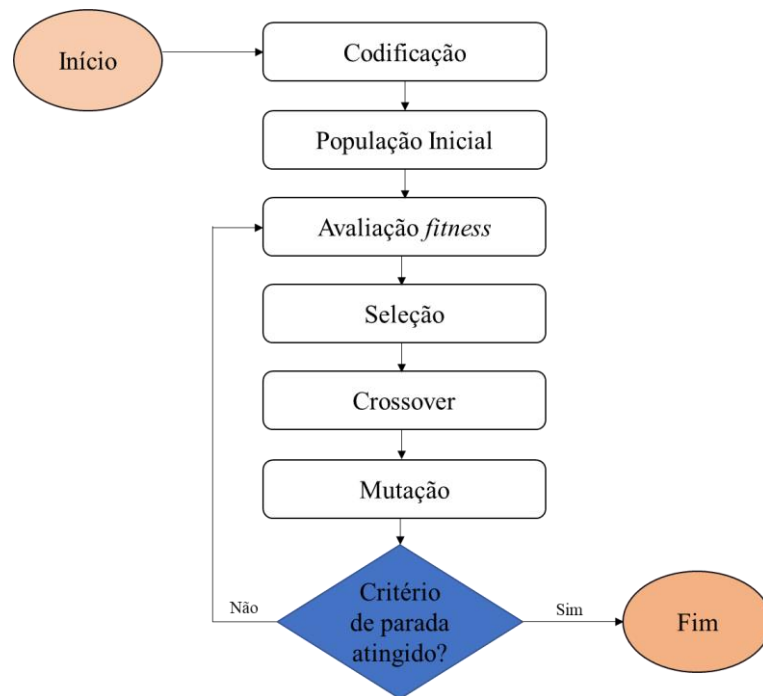 Início
Codificação
População Inicial
Avaliação fitness
Seleção
Crossover
Mutação
Critério
de parada
atingido?
Não
Sim
Fim